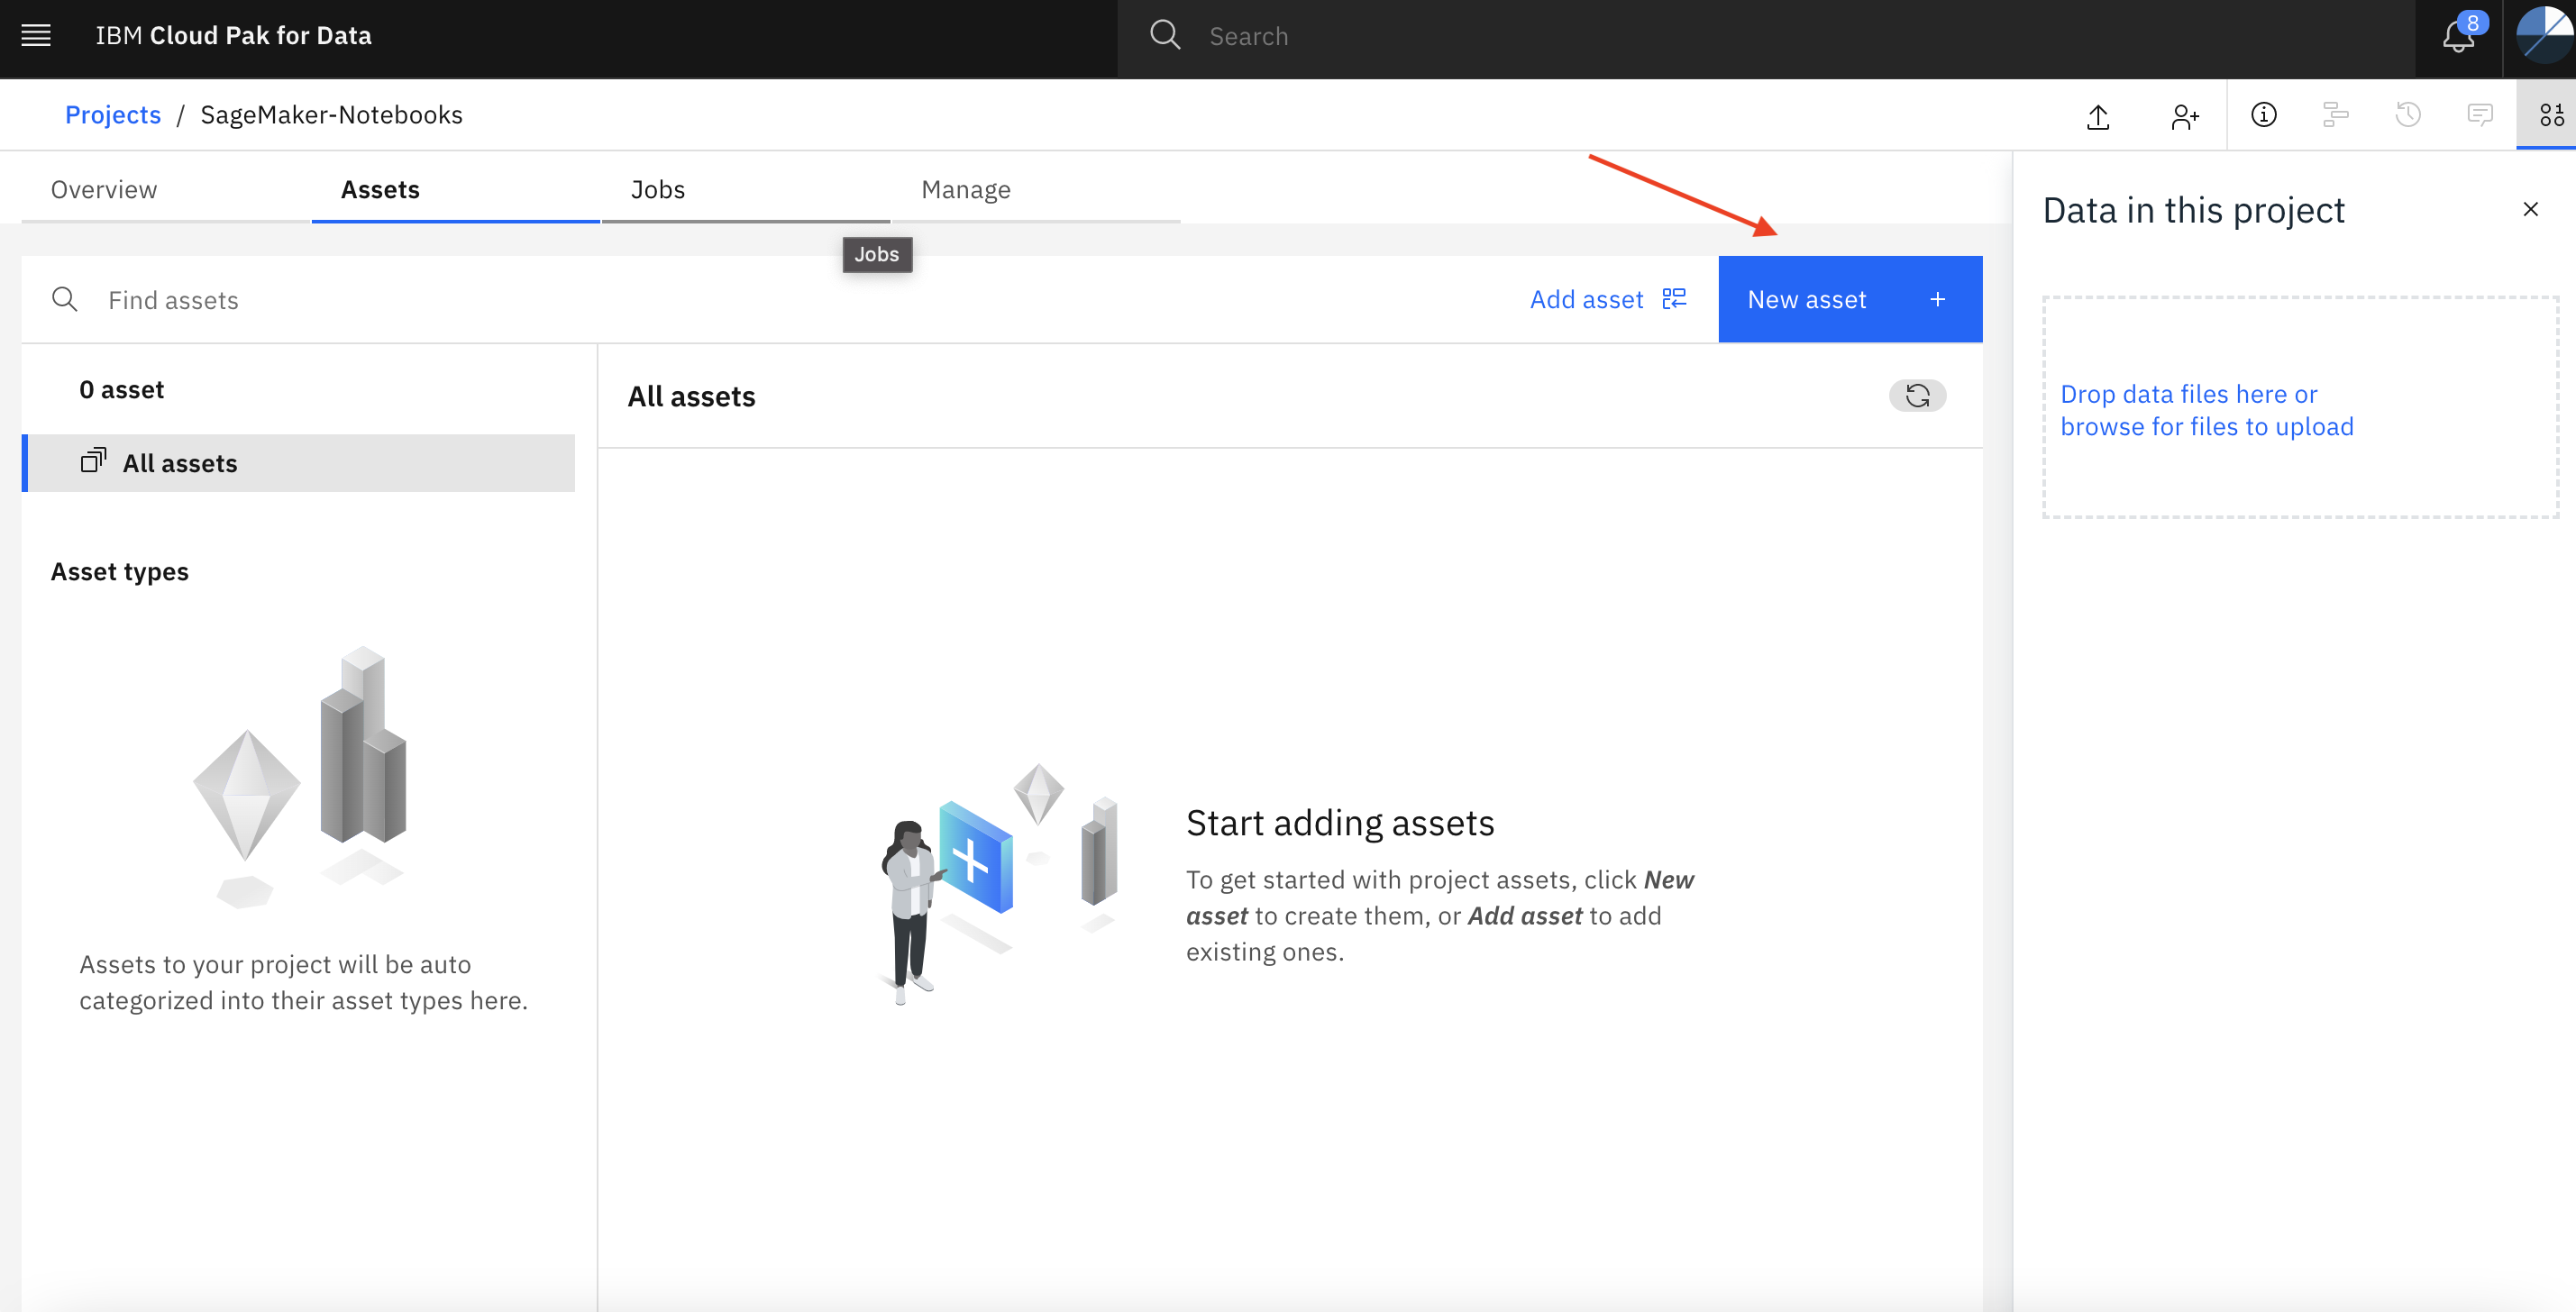 IBM Cloud Pak for Data
Search
8
Projects / SageMaker-Notebooks
Overview
Assets
Jobs
Manage
Jobs
Find assets
Add asset
New asset +
0 asset
All assets
Asset types
Assets to your project will be auto
categorized into their asset types here.
All assets
Start adding assets
To get started with project assets, click New
asset to create them, or Add asset to add
existing ones.
Data in this project
Drop data files here or
browse for files to upload